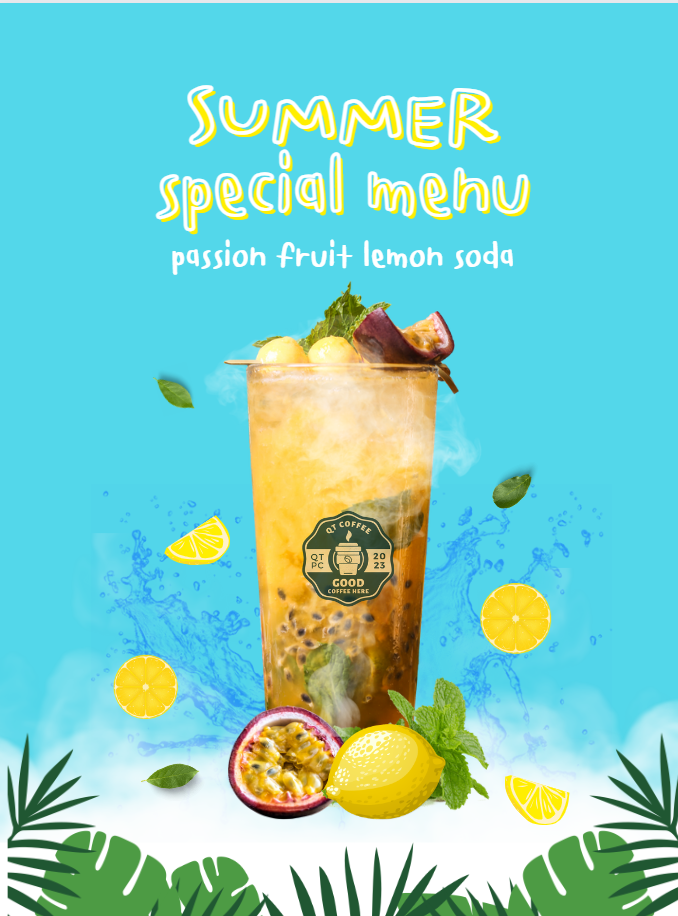 SUMMER
special menu
passion fruit lemon soda
QT COFFEE
QT PC
20 23
GOOD
COFFEE HERE